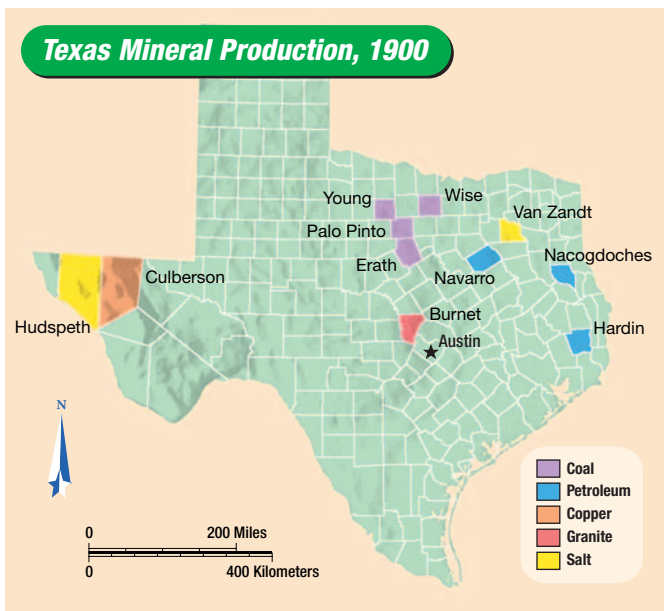 Texas Mineral Production, 1900
Young
Wise
Van Zandt
Palo Pinto
Nacogdoches
Erath
Navarro
Culberson
Burnet
Hudspeth
Austin
Hardin
N
Coal
Petroleum
Copper
Granite
Salt
0 200 Miles
0 400 Kilometers